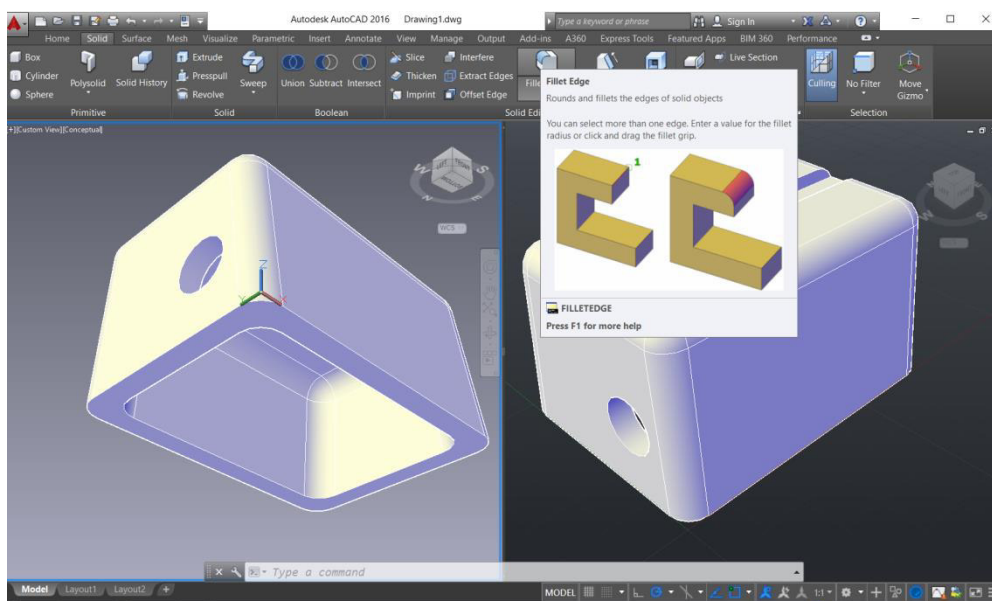 Autodesk AutoCAD 2016 Drawing1.dwg
Type a keyword or phrase
Sign In
Home Solid Surface Mesh Visualize Parametric Insert Annotate View Manage Output Add-ins A360 Express Tools Featured Apps BIM 360 Performance
Box
Cylinder
Sphere
Polysolid
Solid History
Primitive
Extrude
Presspull
Revolve
Sweep
Solid
Union Subtract Intersect
Boolean
Slice
Thicken
Imprint
Interfere
Extract Edges
Offset Edge
Live Section
Culling
No Filter
Move
Gizmo
Selection
Fillet Edge
Rounds and fillets the edges of solid objects
You can select more than one edge. Enter a value for the fillet
radius or click and drag the fillet grip.
1
FILLETEDGE
Press F1 for more help
[Custom View][Conceptual]
WCS
Z
X
Y
Type a command
Model Layout1 Layout2 +
MODEL
1:1